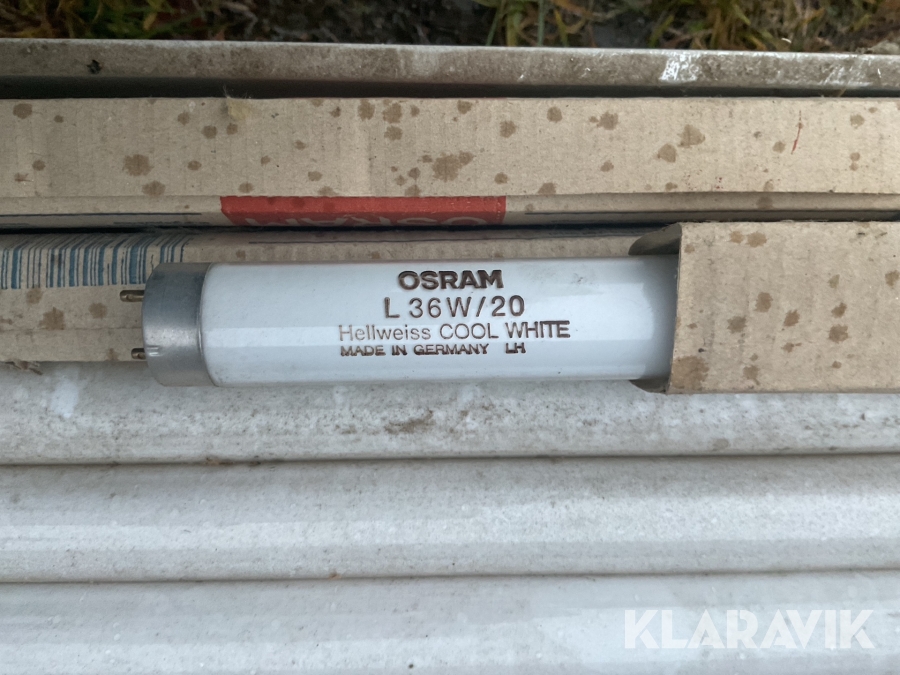 OSRAM
L 36W/20
Hellweiss COOL WHITE
MADE IN GERMANY LH
KLARAVIK